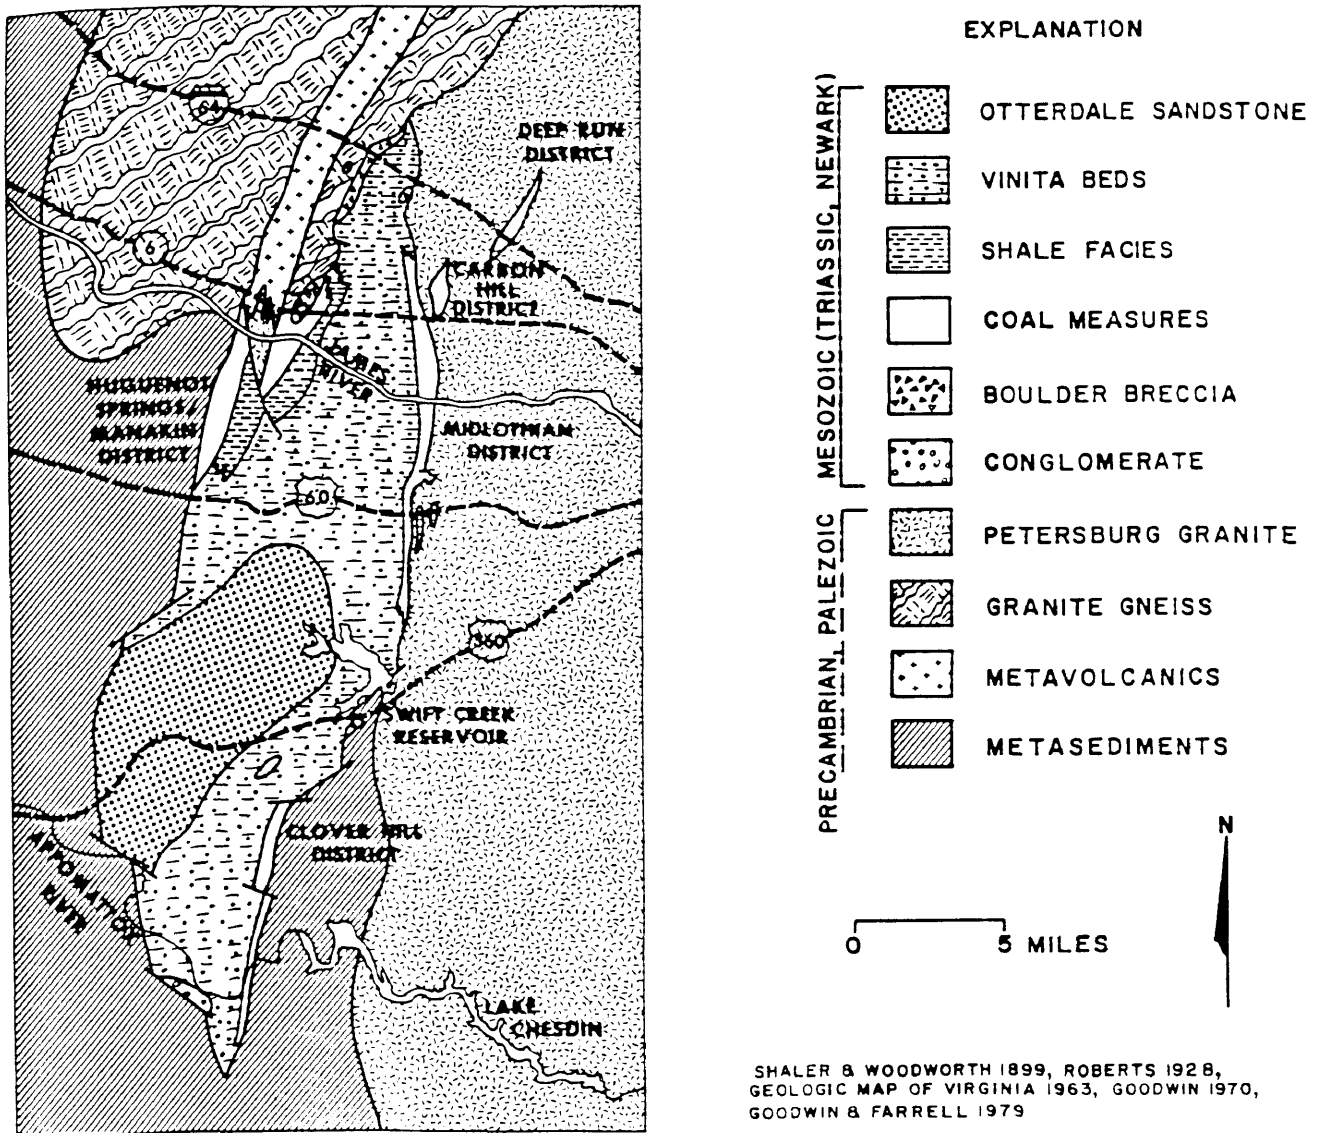 EXPLANATION
MESOZOIC (TRIASSIC, NEWARK)
OTTERDALE SANDSTONE
VINITA BEDS
SHALE FACIES
COAL MEASURES
BOULDER BRECCIA
CONGLOMERATE
PRECAMBRIAN, PALEZOIC
PETERSBURG GRANITE
GRANITE GNEISS
METAVOLCANICS
METASEDIMENTS
64
DEEP RUN
DISTRICT
6
CARBON
HILL
DISTRICT
JAMES
RIVER
HUGUENOT
SPRINGS,
MANAKIN
DISTRICT
MIDLOTHIAN
DISTRICT
60
360
SWIFT CREEK
RESERVOIR
CLOVER HILL
DISTRICT
APPOMATTOX
RIVER
LAKE
CHESDIN
N
0 5 MILES
SHALER & WOODWORTH 1899, ROBERTS 1928,
GEOLOGIC MAP OF VIRGINIA 1963, GOODWIN 1970,
GOODWIN & FARRELL 1979